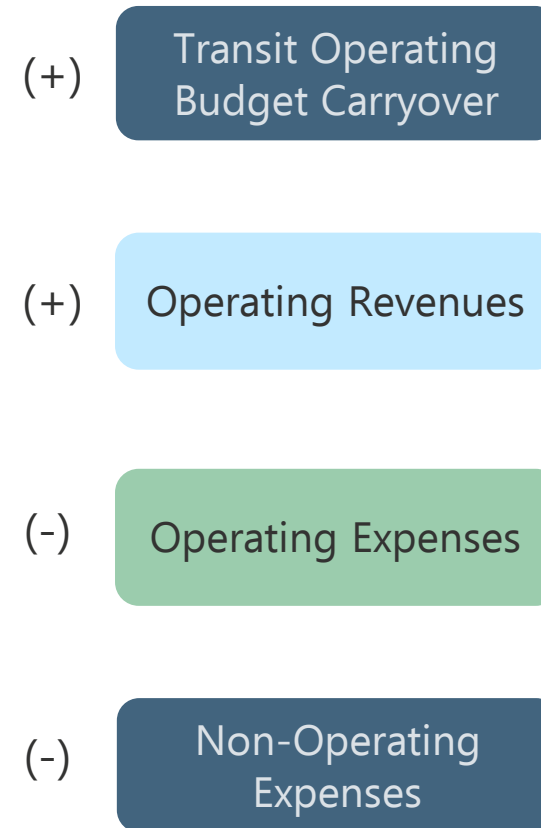 (+)
Transit Operating
Budget Carryover
(+)
Operating Revenues
(-)
Operating Expenses
(-)
Non-Operating
Expenses